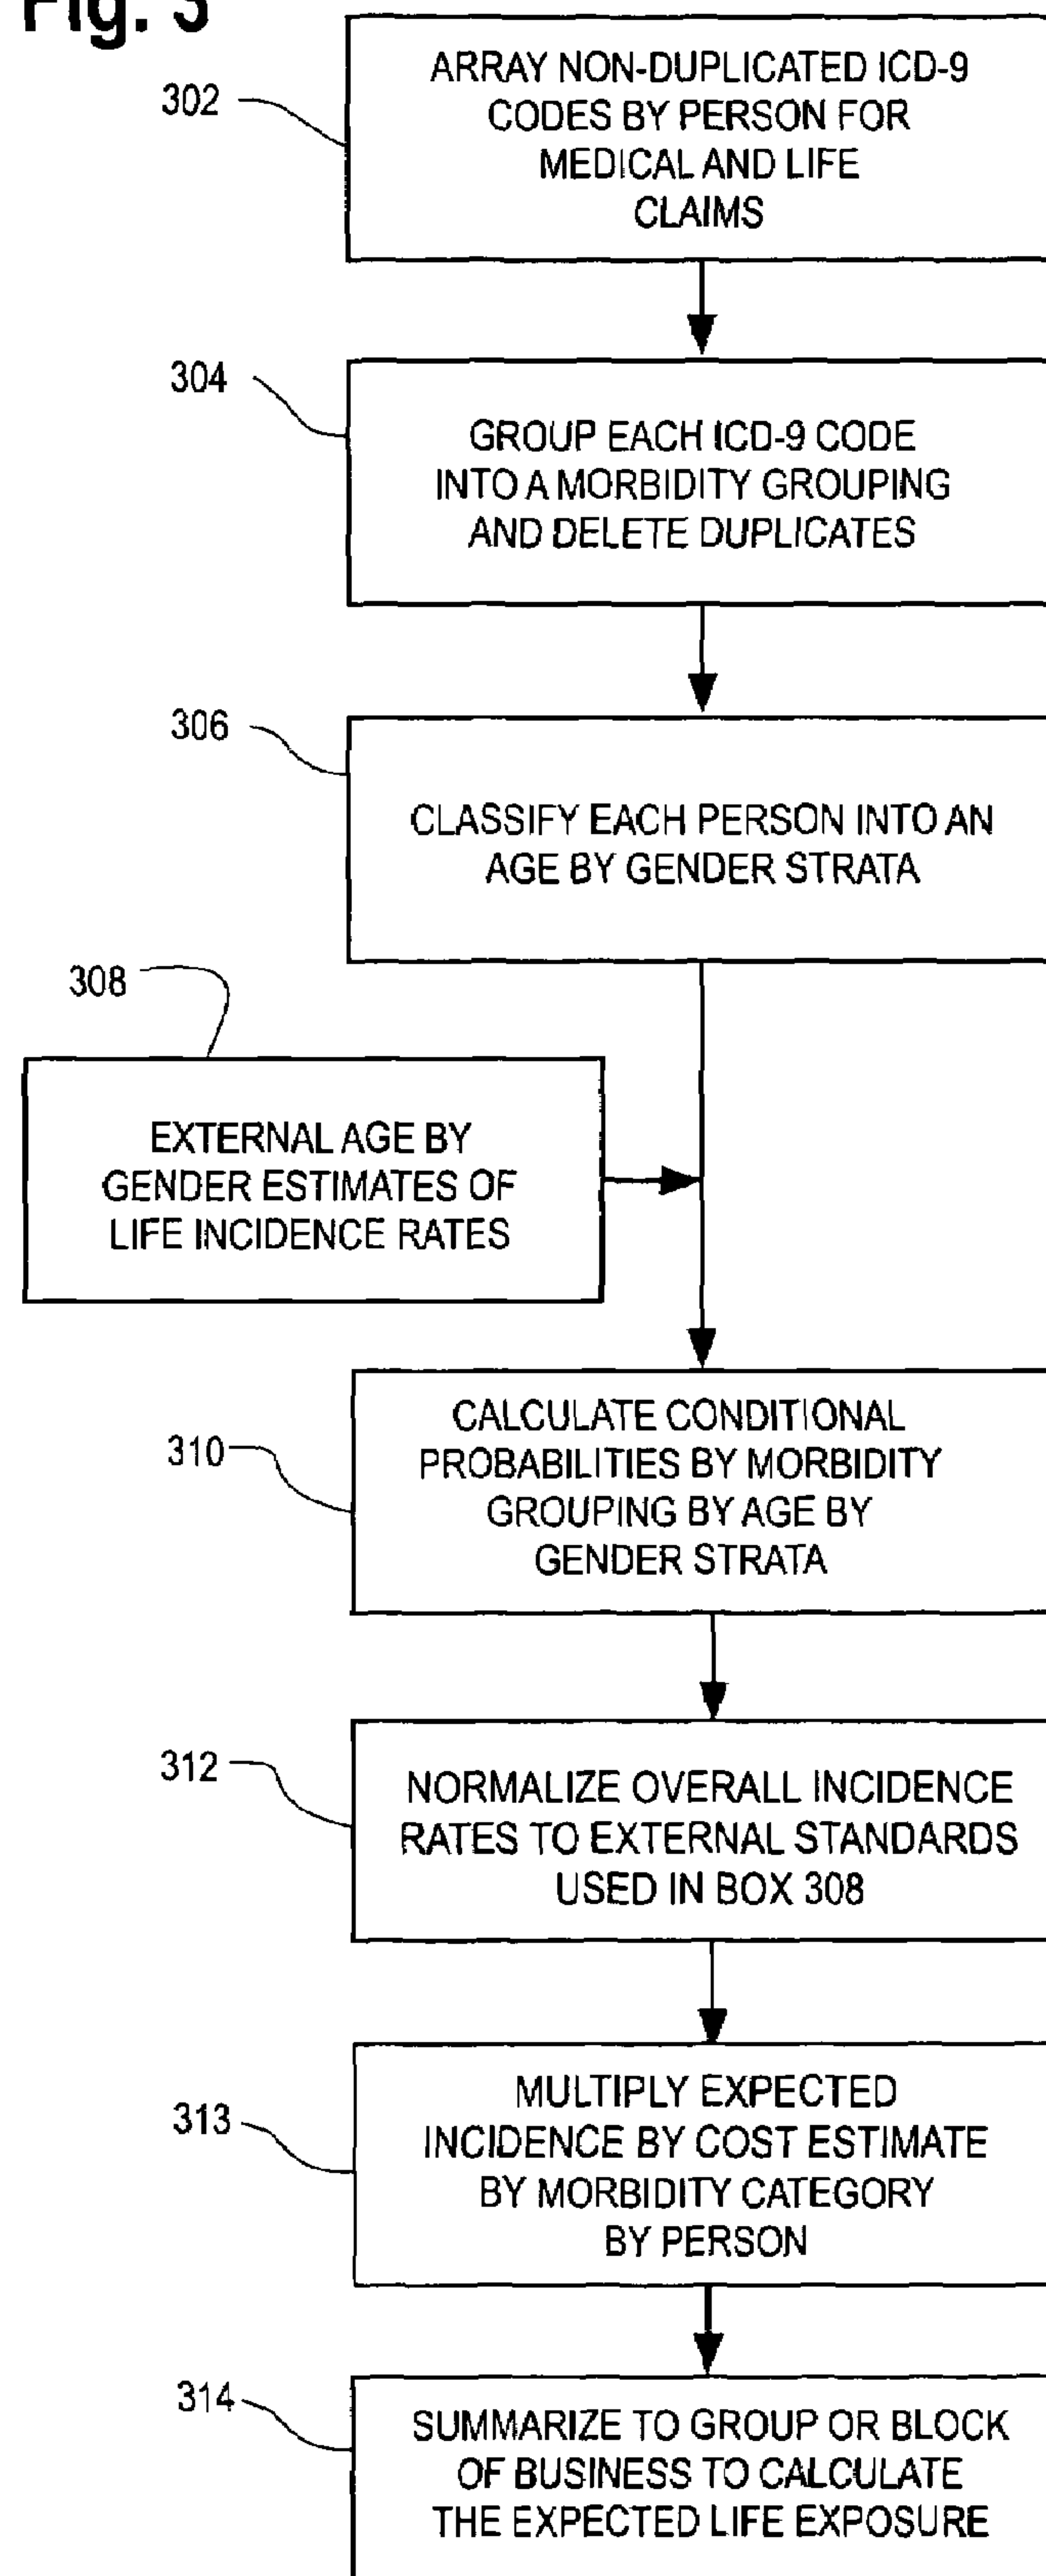 Fig. 3
302
ARRAY NON-DUPLICATED ICD-9
CODES BY PERSON FOR
MEDICAL AND LIFE
CLAIMS
304
GROUP EACH ICD-9 CODE
INTO A MORBIDITY GROUPING
AND DELETE DUPLICATES
306
CLASSIFY EACH PERSON INTO AN
AGE BY GENDER STRATA
308
EXTERNAL AGE BY
GENDER ESTIMATES OF
LIFE INCIDENCE RATES
310
CALCULATE CONDITIONAL
PROBABILITIES BY MORBIDITY
GROUPING BY AGE BY
GENDER STRATA
312
NORMALIZE OVERALL INCIDENCE
RATES TO EXTERNAL STANDARDS
USED IN BOX 308
313
MULTIPLY EXPECTED
INCIDENCE BY COST ESTIMATE
BY MORBIDITY CATEGORY
BY PERSON
314
SUMMARIZE TO GROUP OR BLOCK
OF BUSINESS TO CALCULATE
THE EXPECTED LIFE EXPOSURE